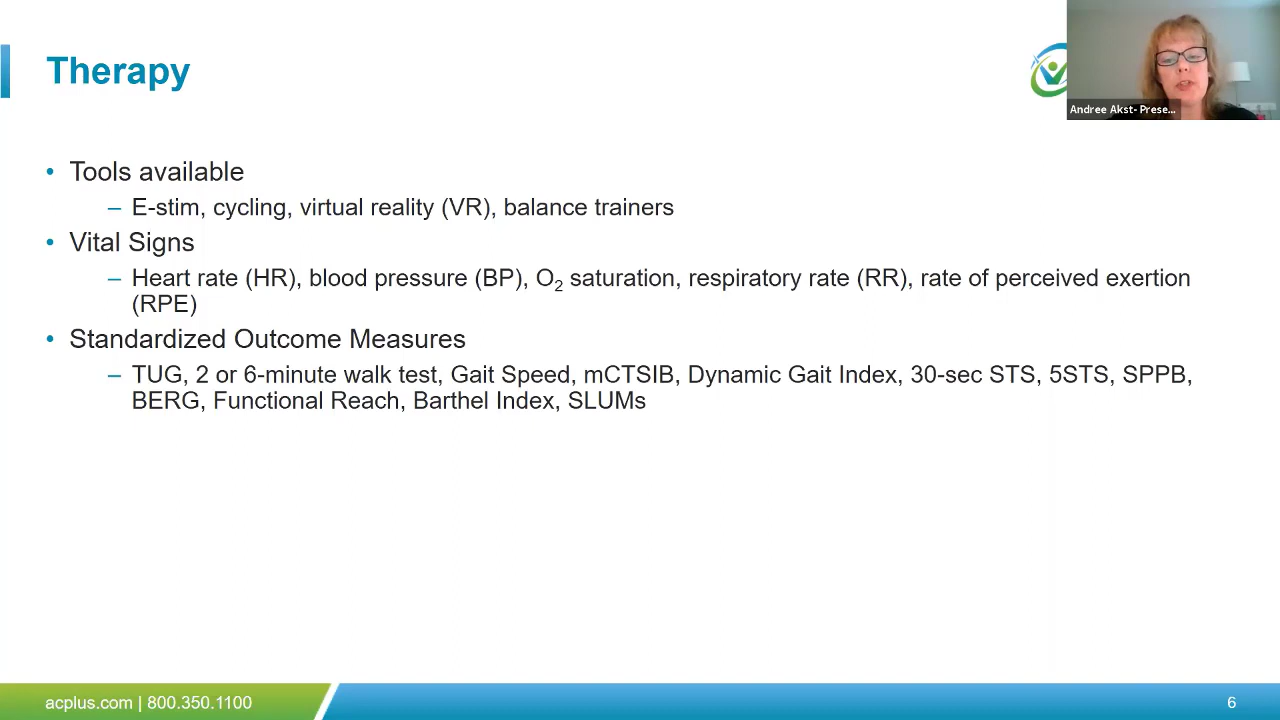 Therapy
Andree Akst- Prese...
• Tools available
– E-stim, cycling, virtual reality (VR), balance trainers
• Vital Signs
– Heart rate (HR), blood pressure (BP), O₂ saturation, respiratory rate (RR), rate of perceived exertion
(RPE)
• Standardized Outcome Measures
– TUG, 2 or 6-minute walk test, Gait Speed, mCTSIB, Dynamic Gait Index, 30-sec STS, 5STS, SPPB,
BERG, Functional Reach, Barthel Index, SLUMs
acplus.com | 800.350.1100
6